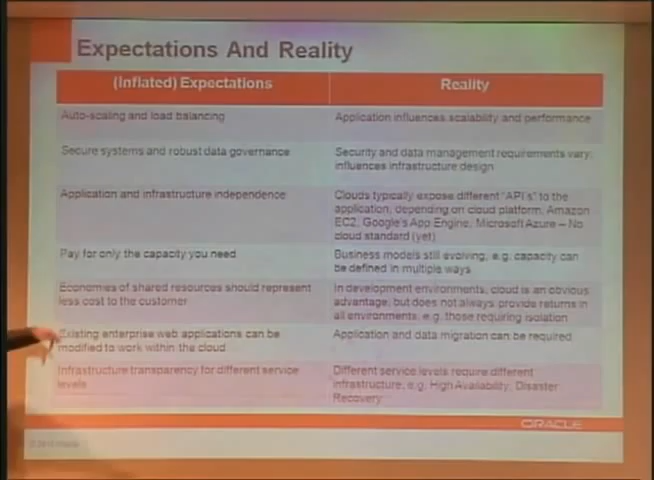 Expectations And Reality
(Inflated) Expectations
Reality
Auto-scaling and load balancing
Application influences scalability and performance
Secure systems and robust data governance
Security and data management requirements vary;
influences infrastructure design
Application and infrastructure independence
Clouds typically expose different "API's" to the
application, depending on cloud platform, Amazon
EC2, Google's App Engine, Microsoft Azure – No
cloud standard (yet)
Pay for only the capacity you need
Business models still evolving, e.g. capacity can
be defined in multiple ways
Economies of shared resources should represent
less cost to the customer
In development environments, cloud is an obvious
advantage, but does not always provide returns in
all environments, e.g. those requiring isolation
Existing enterprise web applications can be
modified to work within the cloud
Application and data migration can be required
Infrastructure transparency for different service
levels
Different service levels require different
infrastructure, e.g. High Availability, Disaster
Recovery
ORACLE